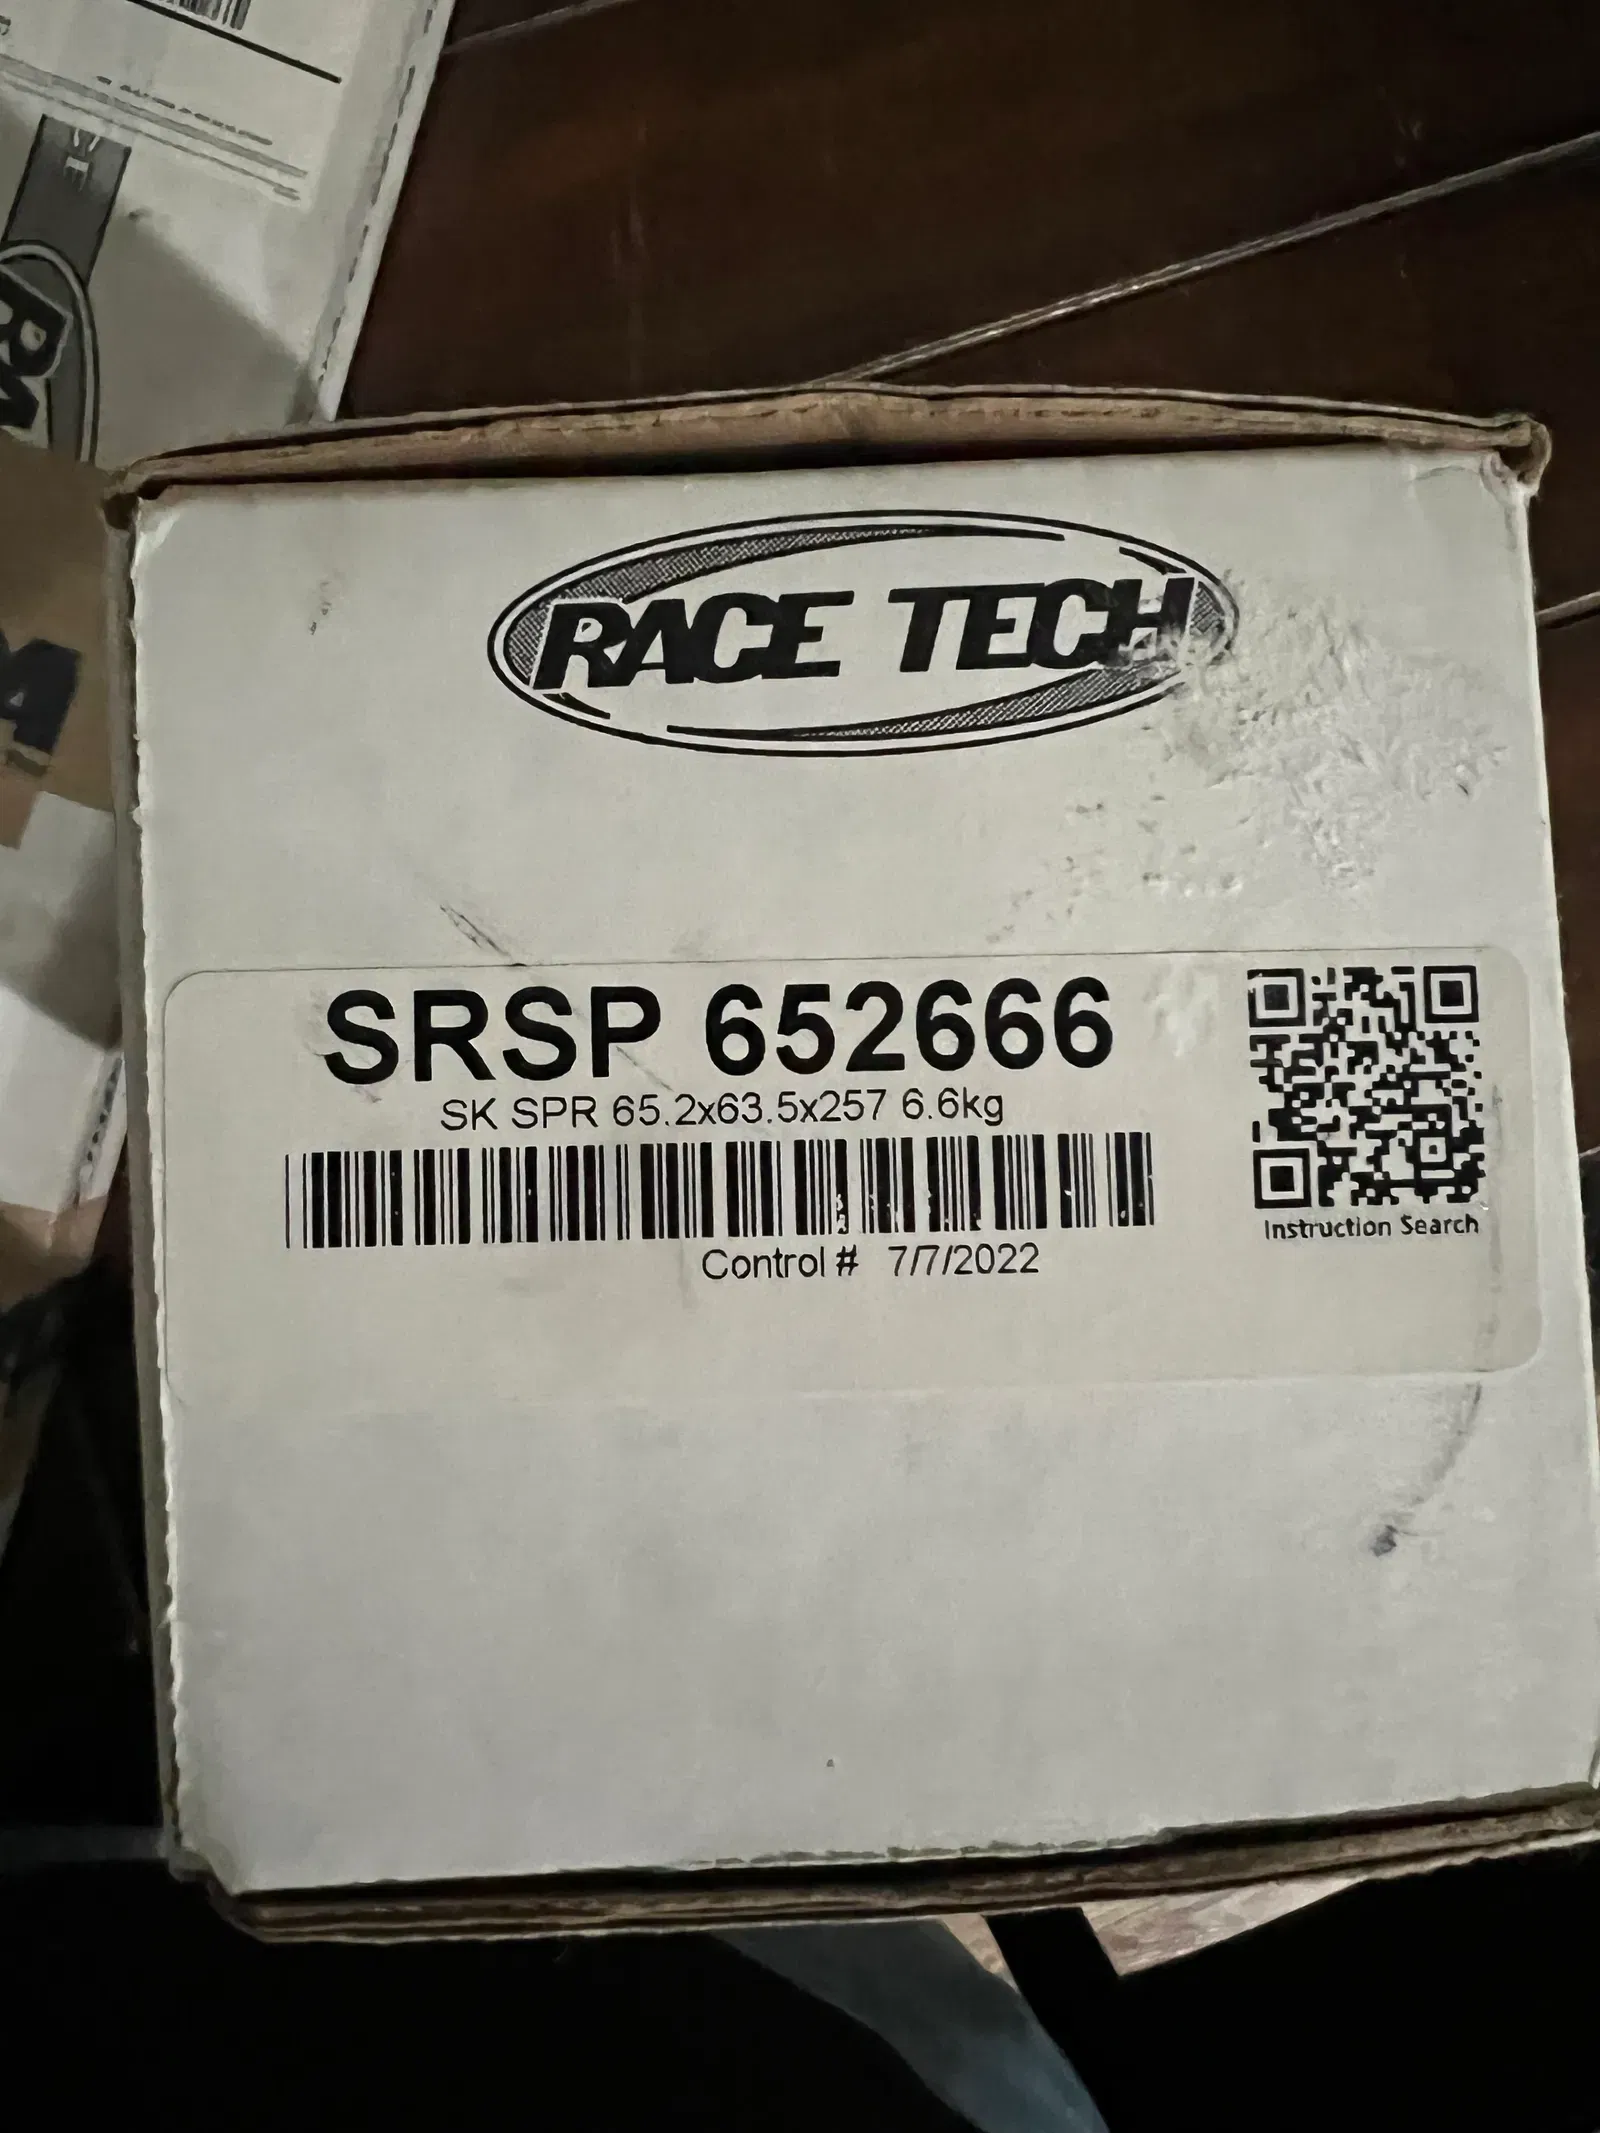 RACE TECH
SRSP 652666
SK SPR 65.2x63.5x257 6.6kg
Control # 7/7/2022
Instruction Search